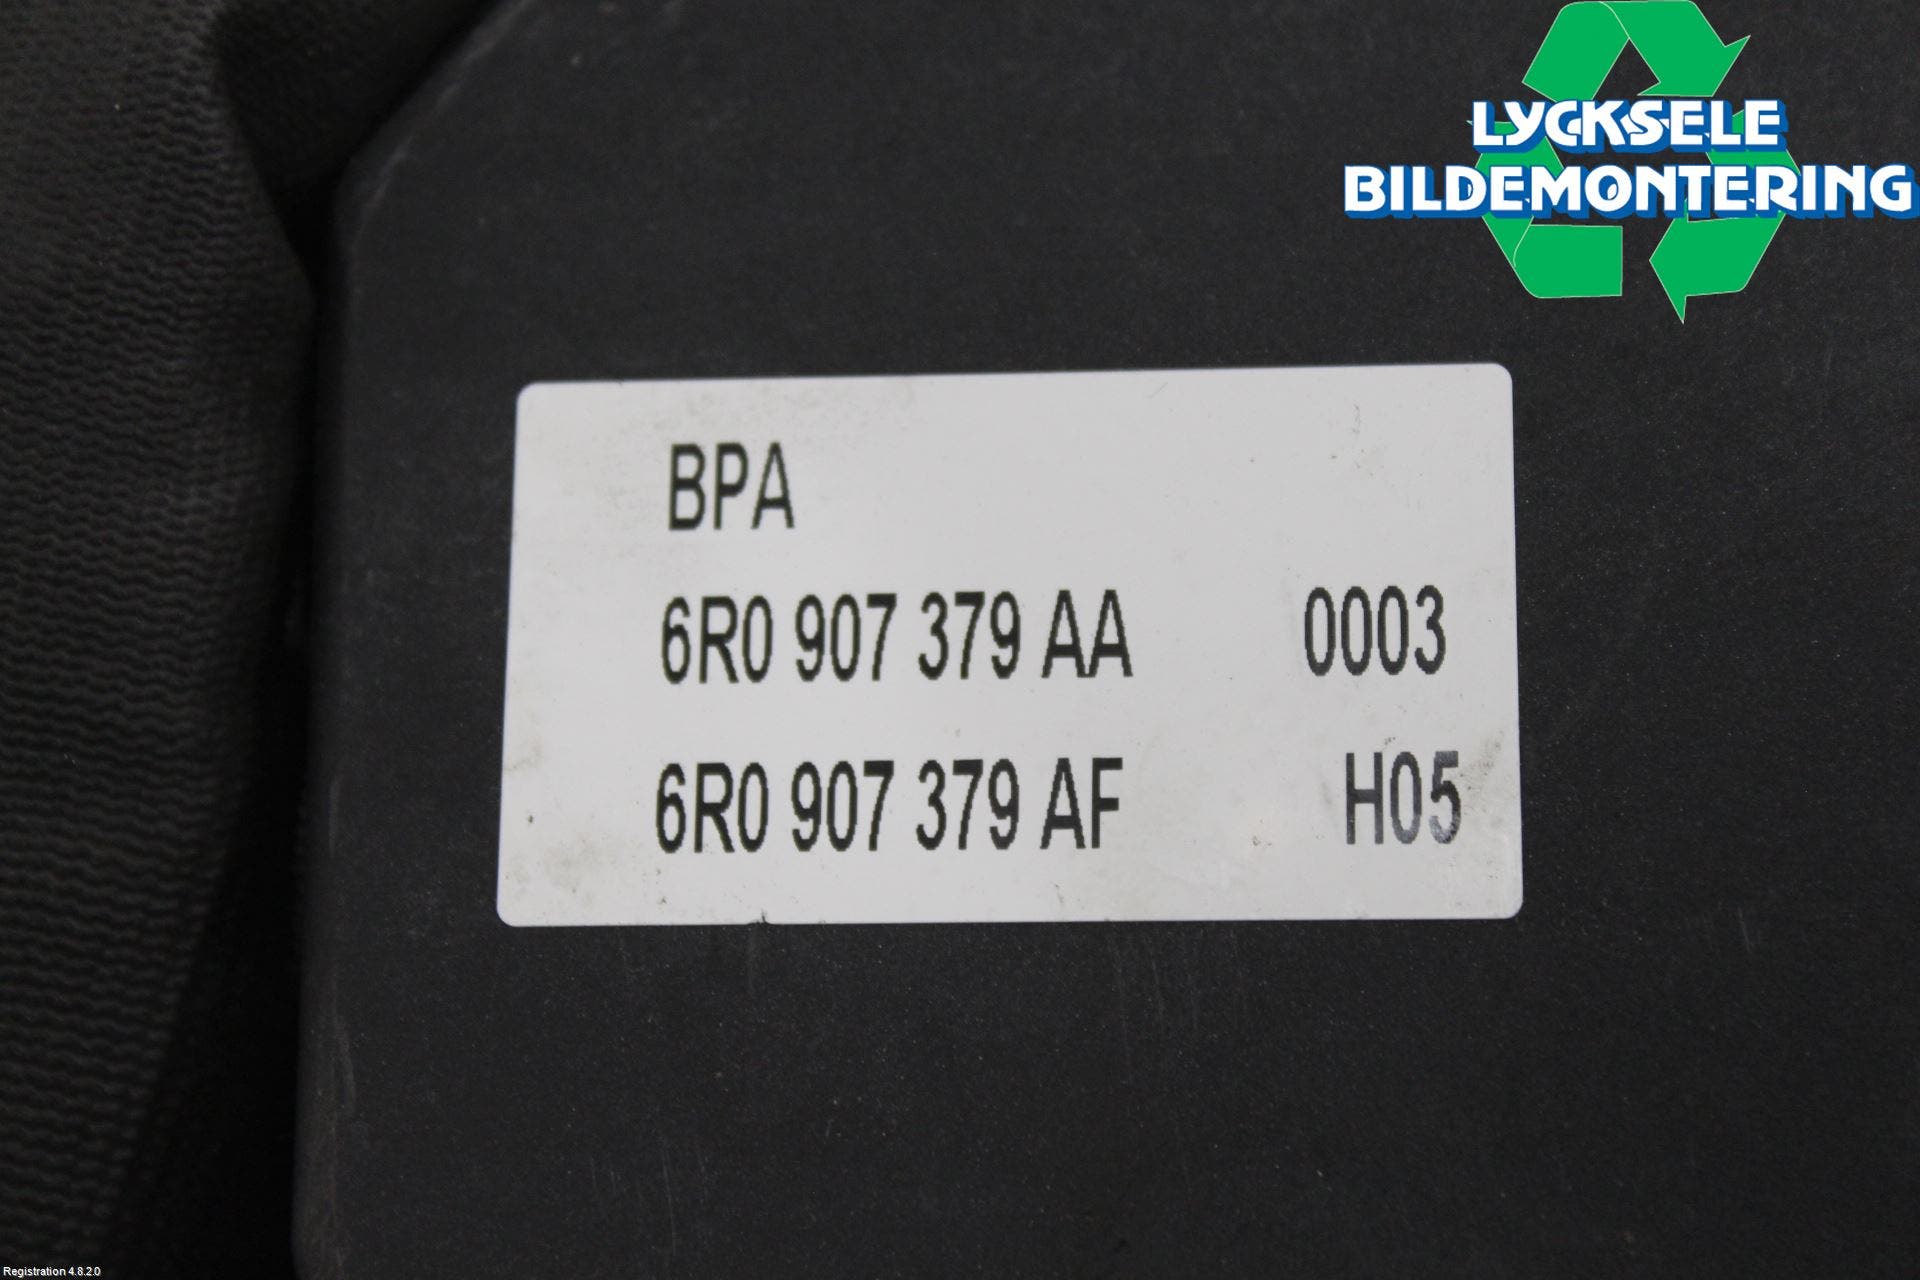 LYCKSELE
BILDEMONTERING
BPA
6R0 907 379 AA 0003
6R0 907 379 AF H05
Registration 4.8.2.0